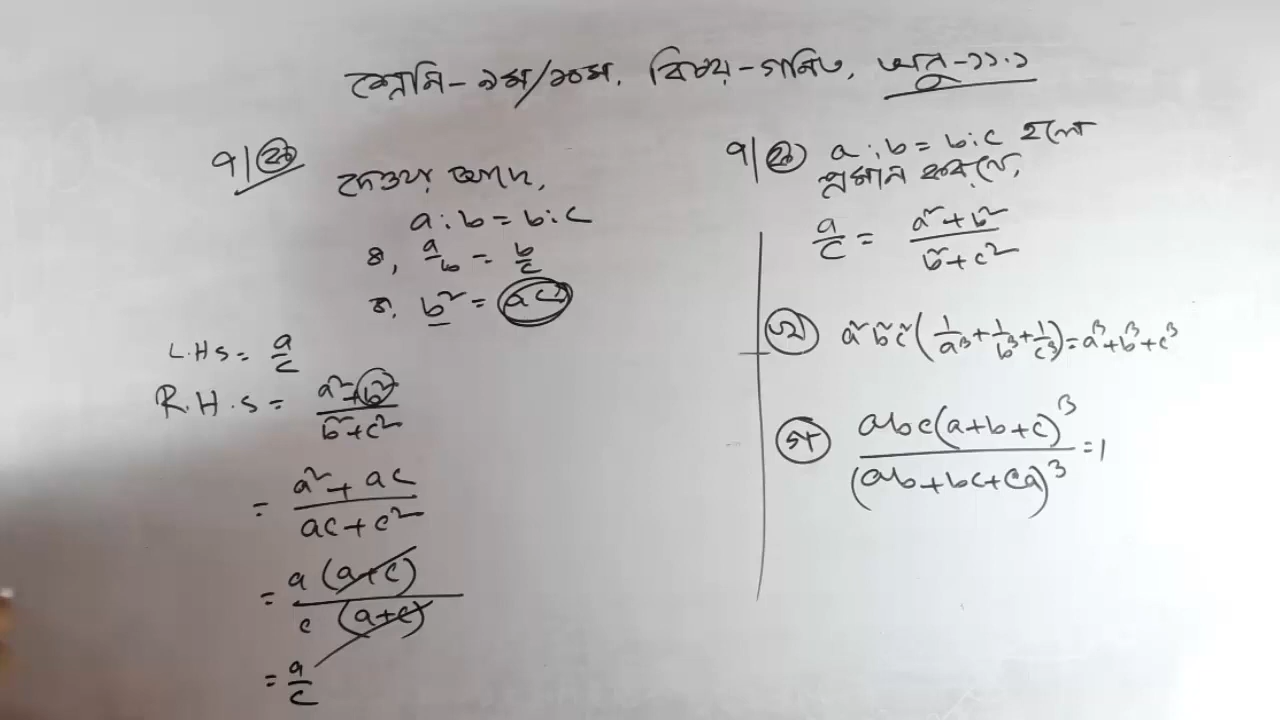 শ্রেণি-৯ম/১০ম, বিষয়-গনিত, অনু-১১.১
৭|ক
দেওয়া আছে,
a:b=b:c
বা, a/b = b/c
বা, b² = ac
L.H.S = a/c
R.H.S = (a²+b²)/(b²+c²)
= (a²+ac)/(ac+c²)
= a(a+c)/c(a+c)
= a/c
৭|ক a:b=b:c হলে
প্রমান কর যে,
a/c = (a²+b²)/(b²+c²)
খ a²b²c²(1/a³+1/b³+1/c³)=a³+b³+c³
গ abc(a+b+c)³/(ab+bc+ca)³=1